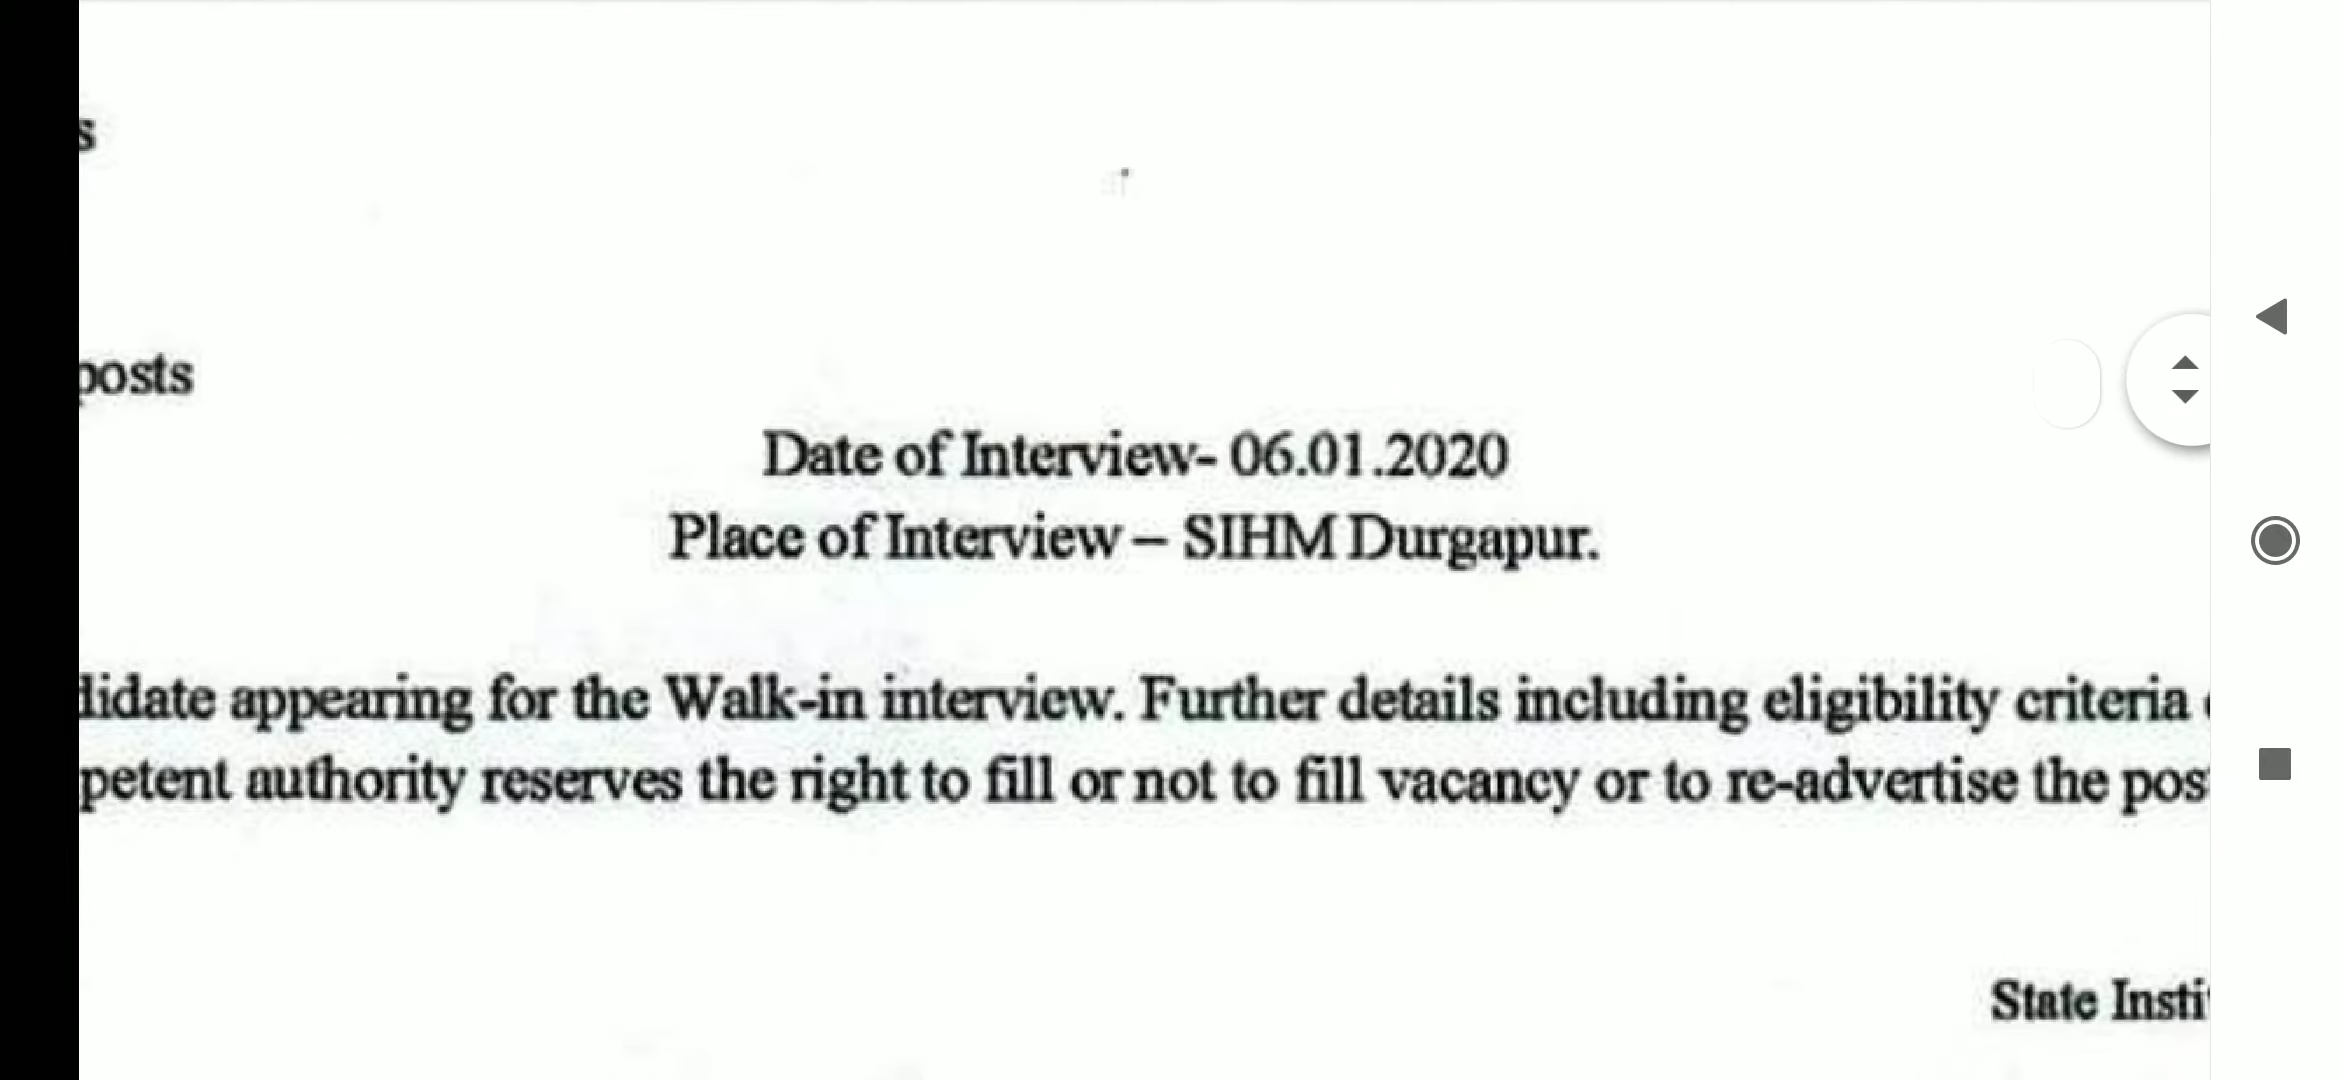 s
posts
Date of Interview- 06.01.2020
Place of Interview – SIHM Durgapur.
didate appearing for the Walk-in interview. Further details including eligibility criteria
petent authority reserves the right to fill or not to fill vacancy or to re-advertise the pos
State Insti